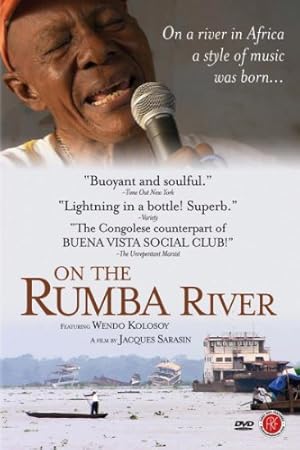 On a river in Africa
a style of music
was born...
"Buoyant and soulful."
-Time Out New York
"Lightning in a bottle! Superb."
-Variety
"The Congolese counterpart of
BUENA VISTA SOCIAL CLUB!"
-The Unrepentant Marxist
ON THE
RUMBA RIVER
FEATURING WENDO KOLOSOY
A FILM BY JACQUES SARASIN
DVD